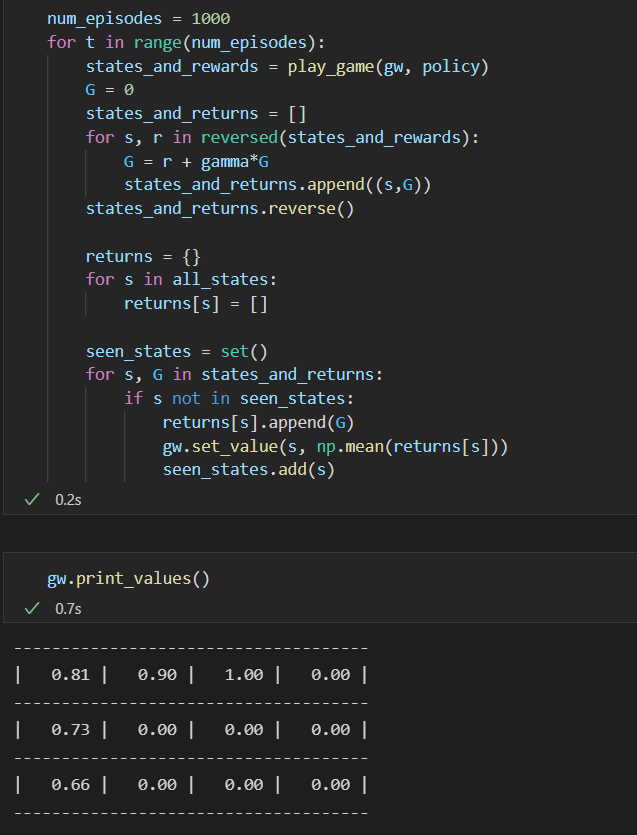 num_episodes = 1000
for t in range(num_episodes):
    states_and_rewards = play_game(gw, policy)
    G = 0
    states_and_returns = []
    for s, r in reversed(states_and_rewards):
        G = r + gamma*G
        states_and_returns.append((s,G))
    states_and_returns.reverse()

    returns = {}
    for s in all_states:
        returns[s] = []

    seen_states = set()
    for s, G in states_and_returns:
        if s not in seen_states:
            returns[s].append(G)
            gw.set_value(s, np.mean(returns[s]))
            seen_states.add(s)
✓ 0.2s
gw.print_values()
✓ 0.7s
-------------------------------------
|   0.81 |   0.90 |   1.00 |   0.00 |
-------------------------------------
|   0.73 |   0.00 |   0.00 |   0.00 |
-------------------------------------
|   0.66 |   0.00 |   0.00 |   0.00 |
-------------------------------------